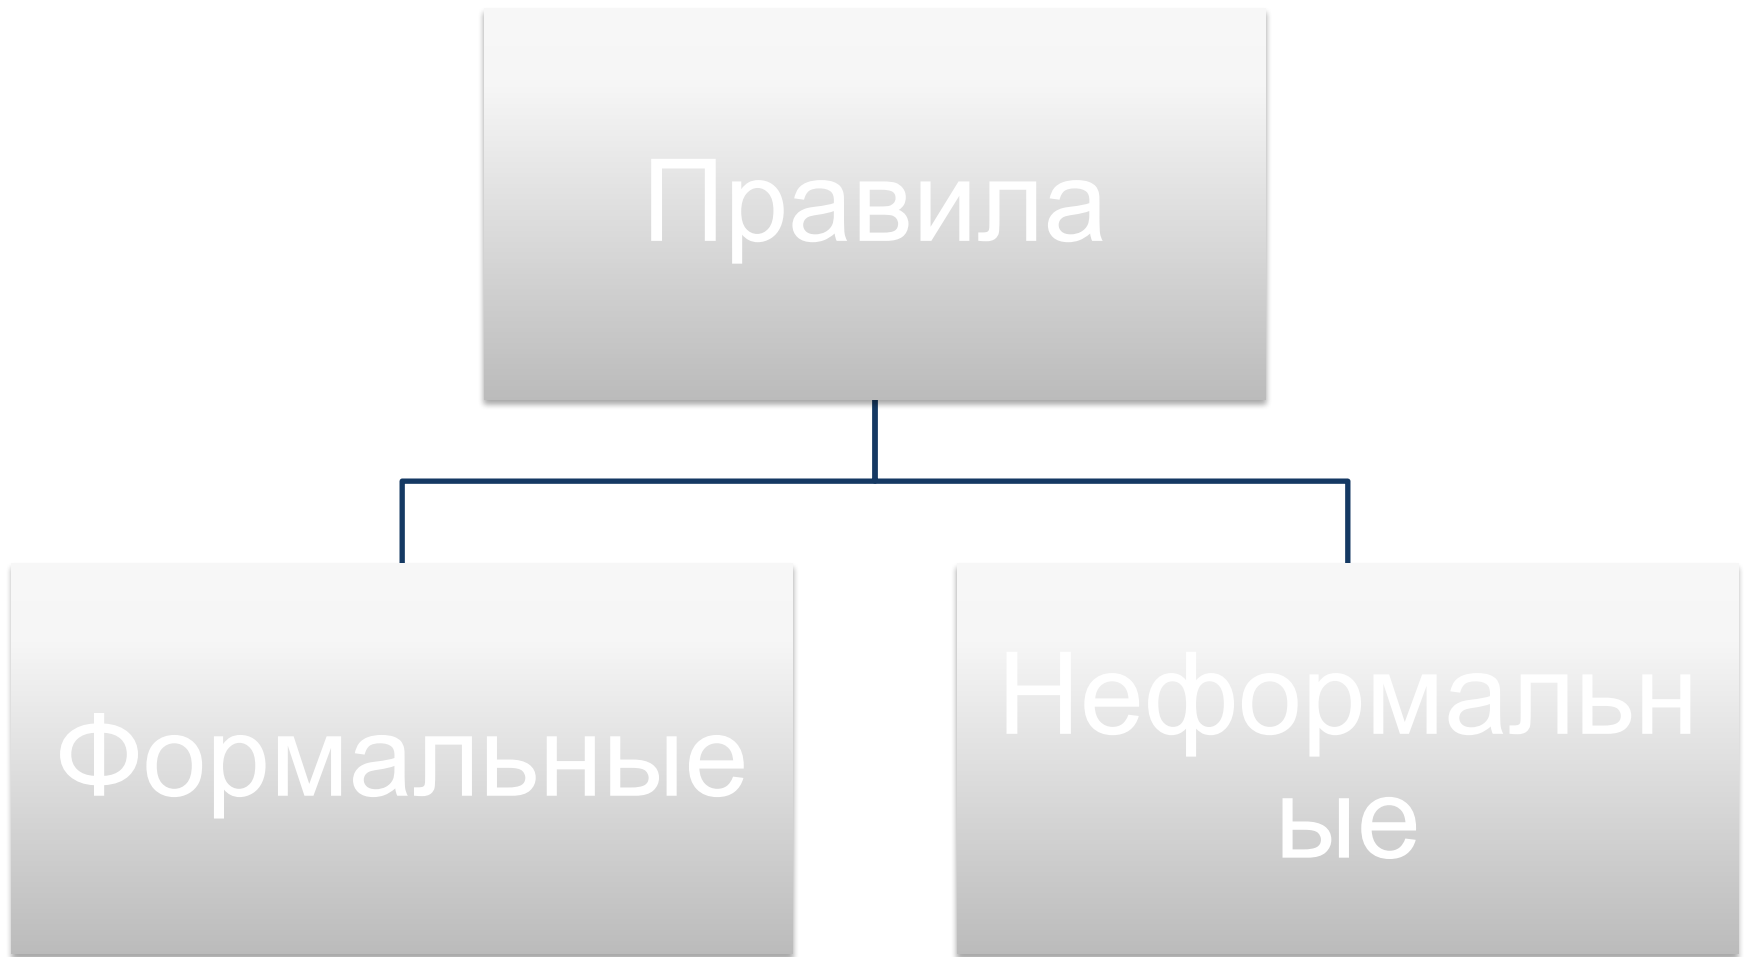 Правила
Формальные
Неформальн
ые